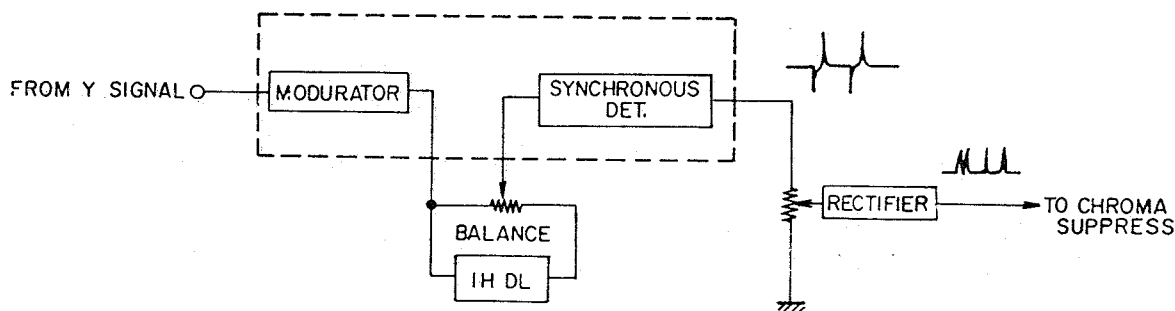 FROM Y SIGNAL
MODURATOR
SYNCHRONOUS
DET.
BALANCE
1H DL
RECTIFIER
TO CHROMA
SUPPRESS